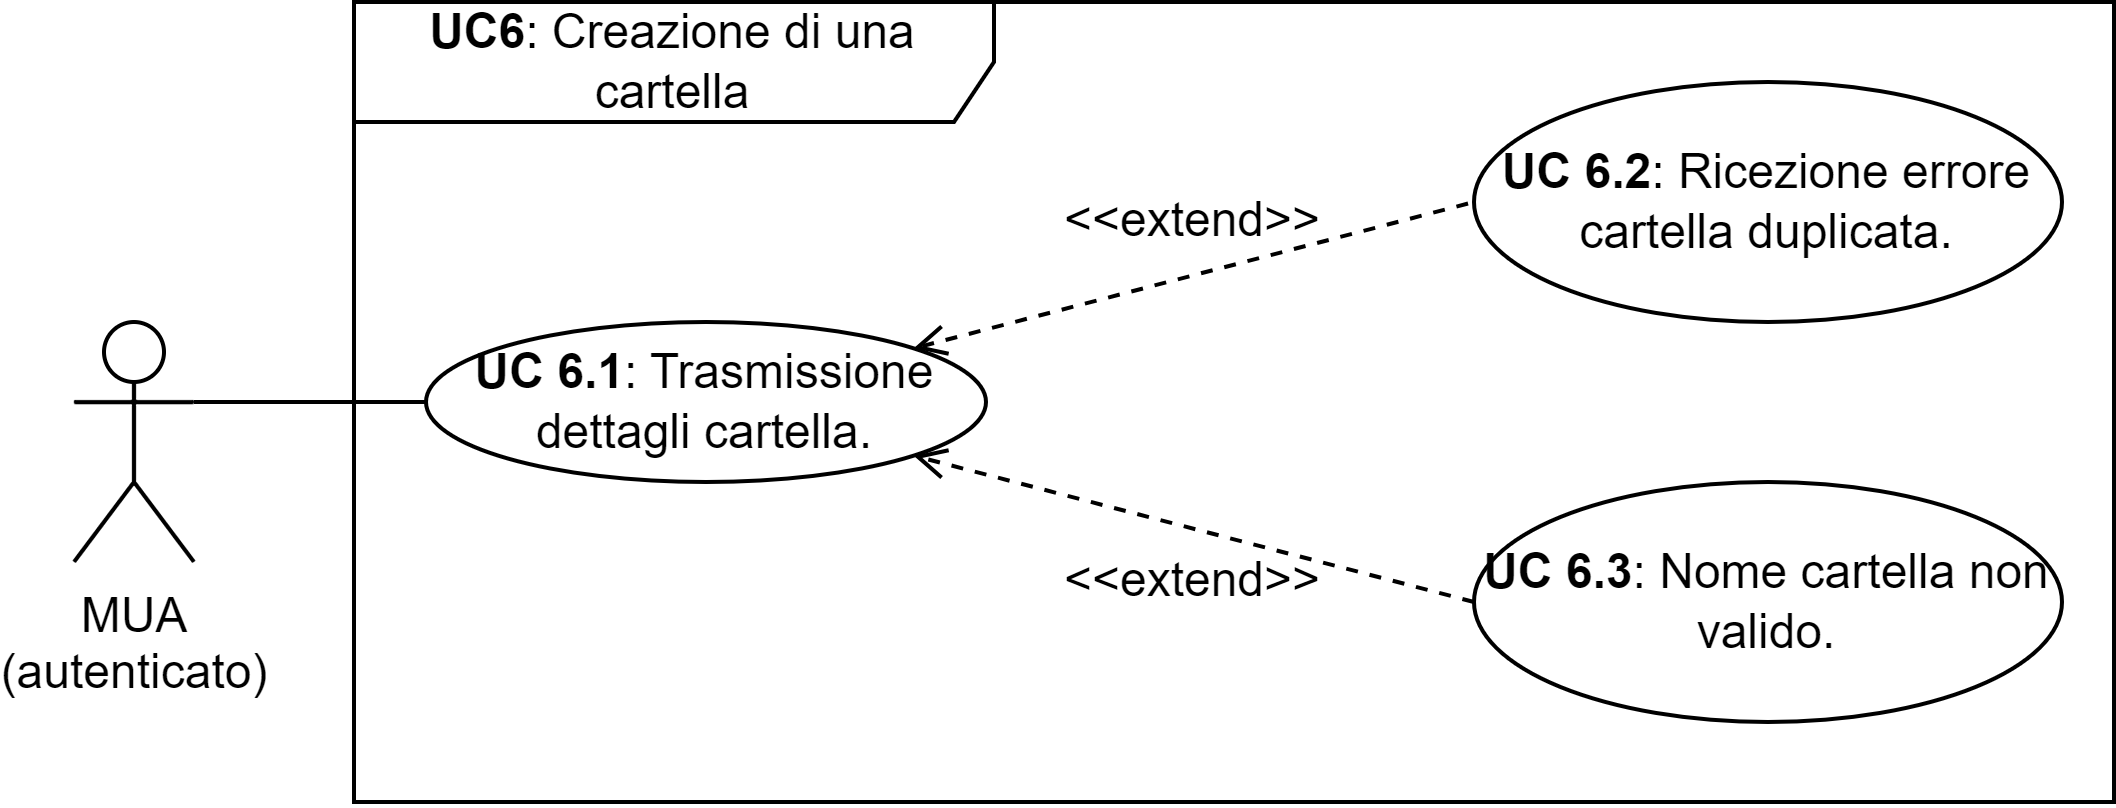 UC6: Creazione di una
cartella
UC 6.2: Ricezione errore
cartella duplicata.
<<extend>>
UC 6.1: Trasmissione
dettagli cartella.
<<extend>>
UC 6.3: Nome cartella non
valido.
MUA
(autenticato)